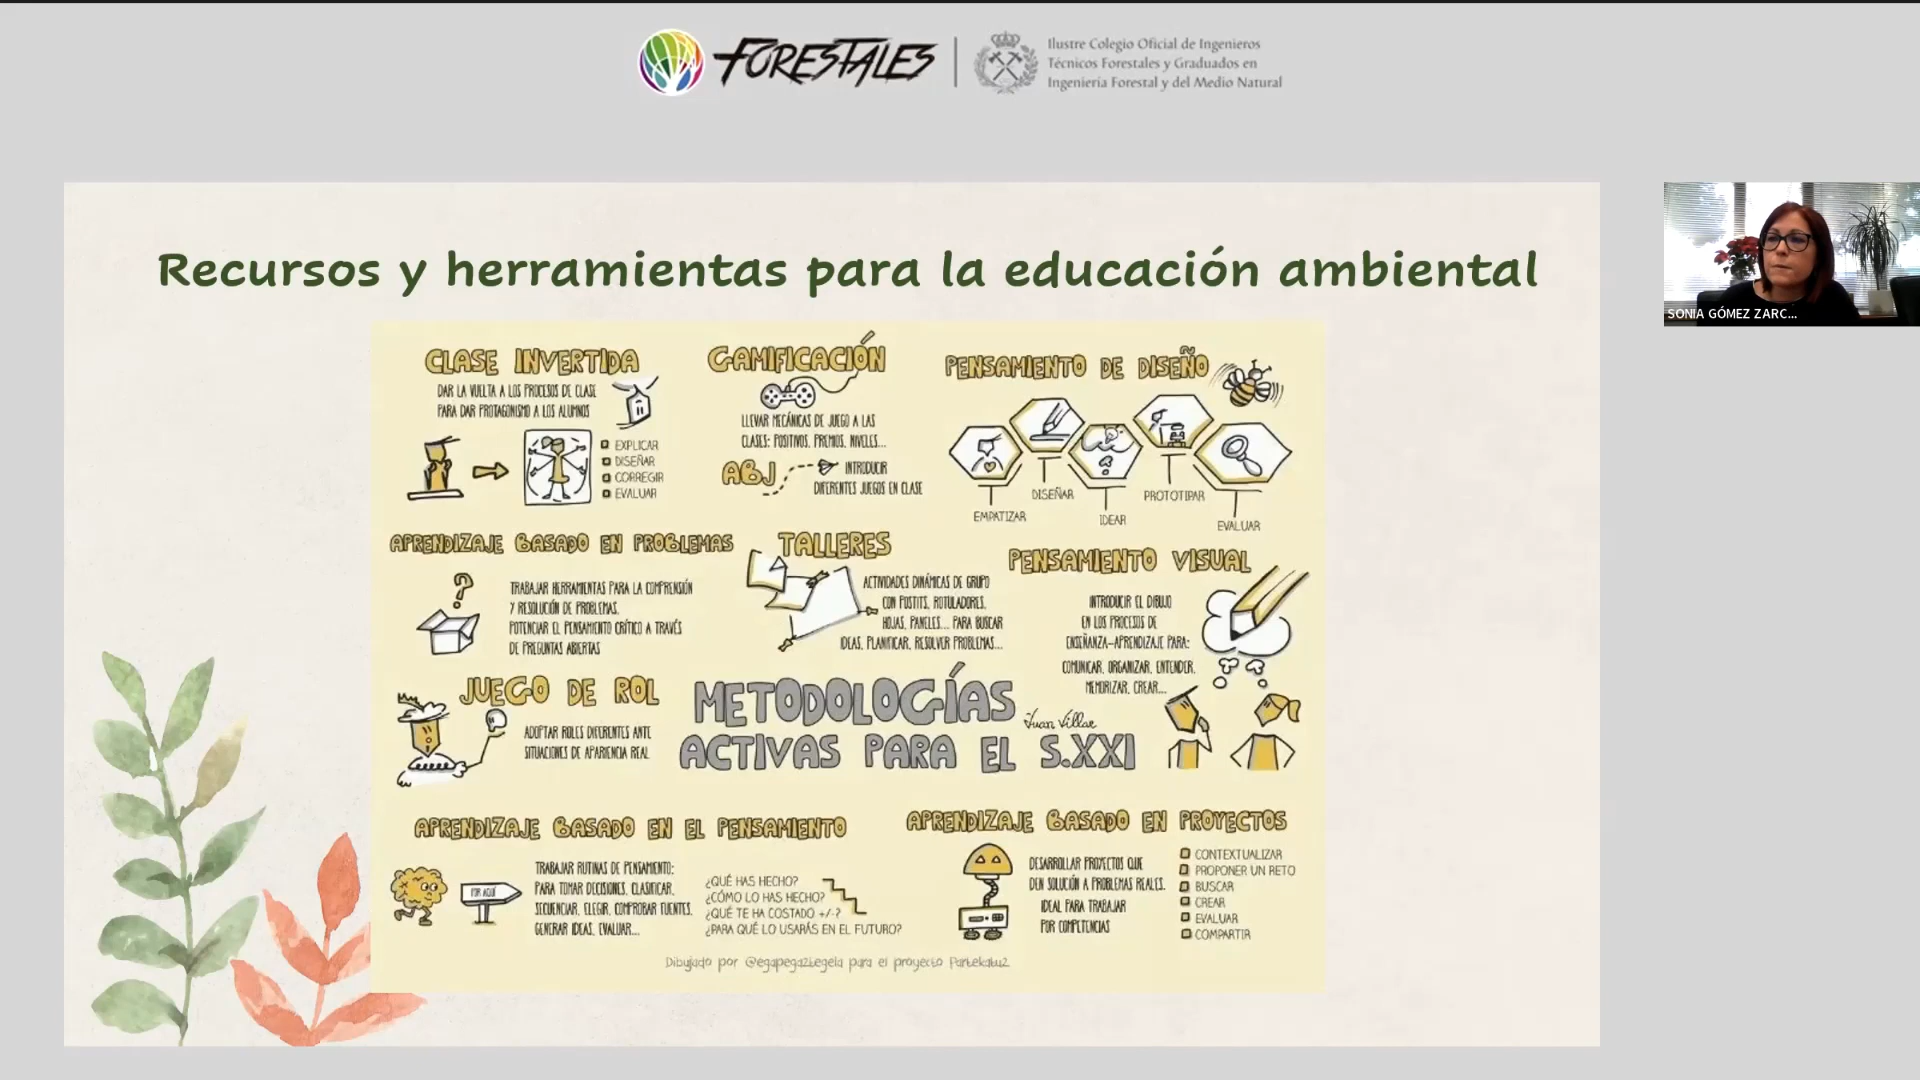 FORESTALES
Ilustre Colegio Oficial de Ingenieros
Técnicos Forestales y Graduados en
Ingeniería Forestal y del Medio Natural
Recursos y herramientas para la educación ambiental
SONIA GÓMEZ ZARC...
CLASE INVERTIDA
DAR LA VUELTA A LOS PROCESOS DE CLASE
PARA DAR PROTAGONISMO A LOS ALUMNOS
EXPLICAR
DISEÑAR
CORREGIR
EVALUAR
GAMIFICACIÓN
LLEVAR MECÁNICAS DE JUEGO A LAS
CLASES: POSITIVOS, PREMIOS, NIVELES...
ABJ
INTRODUCIR
DIFERENTES JUEGOS EN CLASE
PENSAMIENTO DE DISEÑO
EMPATIZAR
DISEÑAR
IDEAR
PROTOTIPAR
EVALUAR
APRENDIZAJE BASADO EN PROBLEMAS
TRABAJAR HERRAMIENTAS PARA LA COMPRENSIÓN
Y RESOLUCIÓN DE PROBLEMAS.
POTENCIAR EL PENSAMIENTO CRÍTICO A TRAVÉS
DE PREGUNTAS ABIERTAS
TALLERES
ACTIVIDADES DINÁMICAS DE GRUPO
CON POSTITS, ROTULADORES,
HOJAS, PANELES... PARA BUSCAR
IDEAS, PLANIFICAR, RESOLVER PROBLEMAS...
PENSAMIENTO VISUAL
INTRODUCIR EL DIBUJO
EN LOS PROCESOS DE
ENSEÑANZA-APRENDIZAJE PARA:
COMUNICAR, ORGANIZAR, ENTENDER,
MEMORIZAR, CREAR...
JUEGO DE ROL
ADOPTAR ROLES DIFERENTES ANTE
SITUACIONES DE APARIENCIA REAL
METODOLOGÍAS
ACTIVAS PARA EL S.XXI
Juan Villar
APRENDIZAJE BASADO EN EL PENSAMIENTO
POR AQUÍ
TRABAJAR RUTINAS DE PENSAMIENTO:
PARA TOMAR DECISIONES, CLASIFICAR,
SECUENCIAR, ELEGIR, COMPROBAR FUENTES,
GENERAR IDEAS, EVALUAR...
¿QUÉ HAS HECHO?
¿CÓMO LO HAS HECHO?
¿QUÉ TE HA COSTADO +/-?
¿PARA QUÉ LO USARÁS EN EL FUTURO?
APRENDIZAJE BASADO EN PROYECTOS
DESARROLLAR PROYECTOS QUE
DEN SOLUCIÓN A PROBLEMAS REALES.
IDEAL PARA TRABAJAR
POR COMPETENCIAS
CONTEXTUALIZAR
PROPONER UN RETO
BUSCAR
CREAR
EVALUAR
COMPARTIR
Dibujado por @egapegaztegela para el proyecto Partekatu2